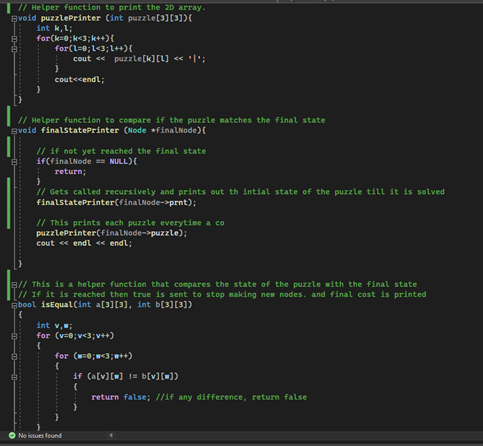 // Helper function to print the 2D array.
void puzzlePrinter (int puzzle[3][3]){
int k,l;
for(k=0;k<3;k++){
for(l=0;l<3;l++){
cout <<  puzzle[k][l] << '|';
}
cout<<endl;
}
}
// Helper function to compare if the puzzle matches the final state
void finalStatePrinter (Node *finalNode){
// if not yet reached the final state
if(finalNode == NULL){
return;
}
// Gets called recursively and prints out th intial state of the puzzle till it is solved
finalStatePrinter(finalNode->prnt);
// This prints each puzzle everytime a co
puzzlePrinter(finalNode->puzzle);
cout << endl << endl;
}
// This is a helper function that compares the state of the puzzle with the final state
// If it is reached then true is sent to stop making new nodes. and final cost is printed
bool isEqual(int a[3][3], int b[3][3])
{
int v,w;
for (v=0;v<3;v++)
{
for (w=0;w<3;w++)
{
if (a[v][w] != b[v][w])
{
return false; //if any difference, return false
}
}
}
No issues found